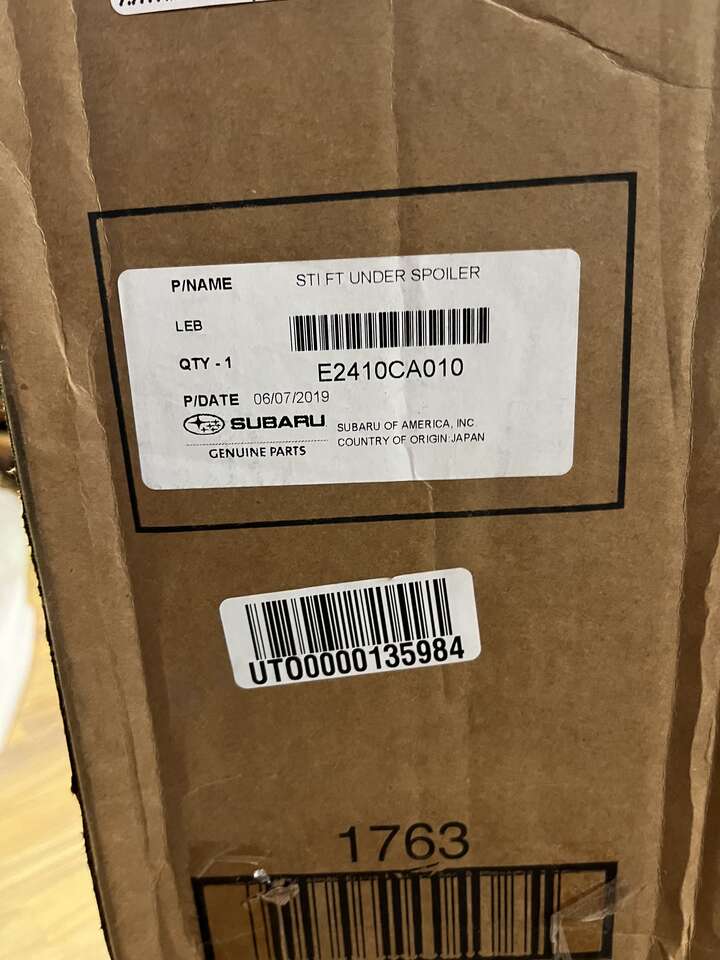 P/NAME STI FT UNDER SPOILER
LEB
QTY - 1 E2410CA010
P/DATE 06/07/2019
SUBARU SUBARU OF AMERICA, INC
GENUINE PARTS COUNTRY OF ORIGIN:JAPAN
UT00000135984
1763